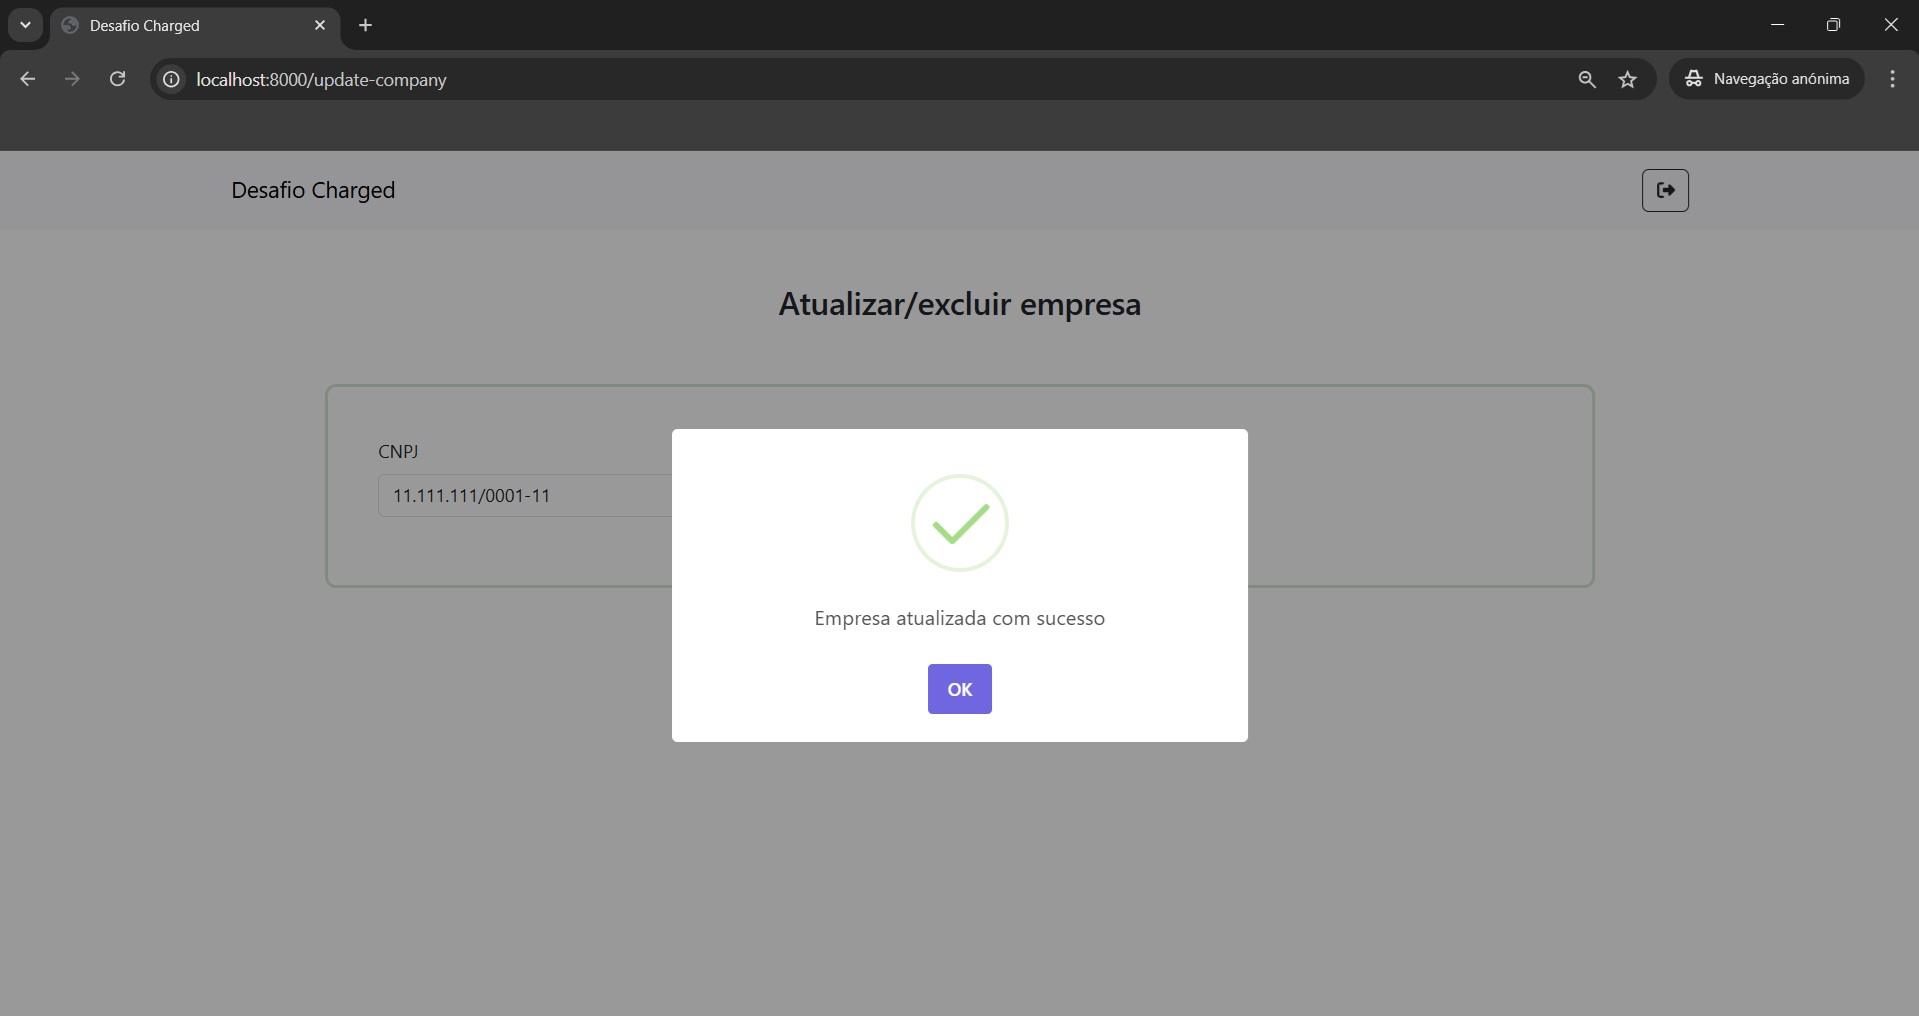 Desafio Charged
localhost:8000/update-company
Navegação anónima
Desafio Charged
Atualizar/excluir empresa
CNPJ
11.111.111/0001-11
Empresa atualizada com sucesso
OK